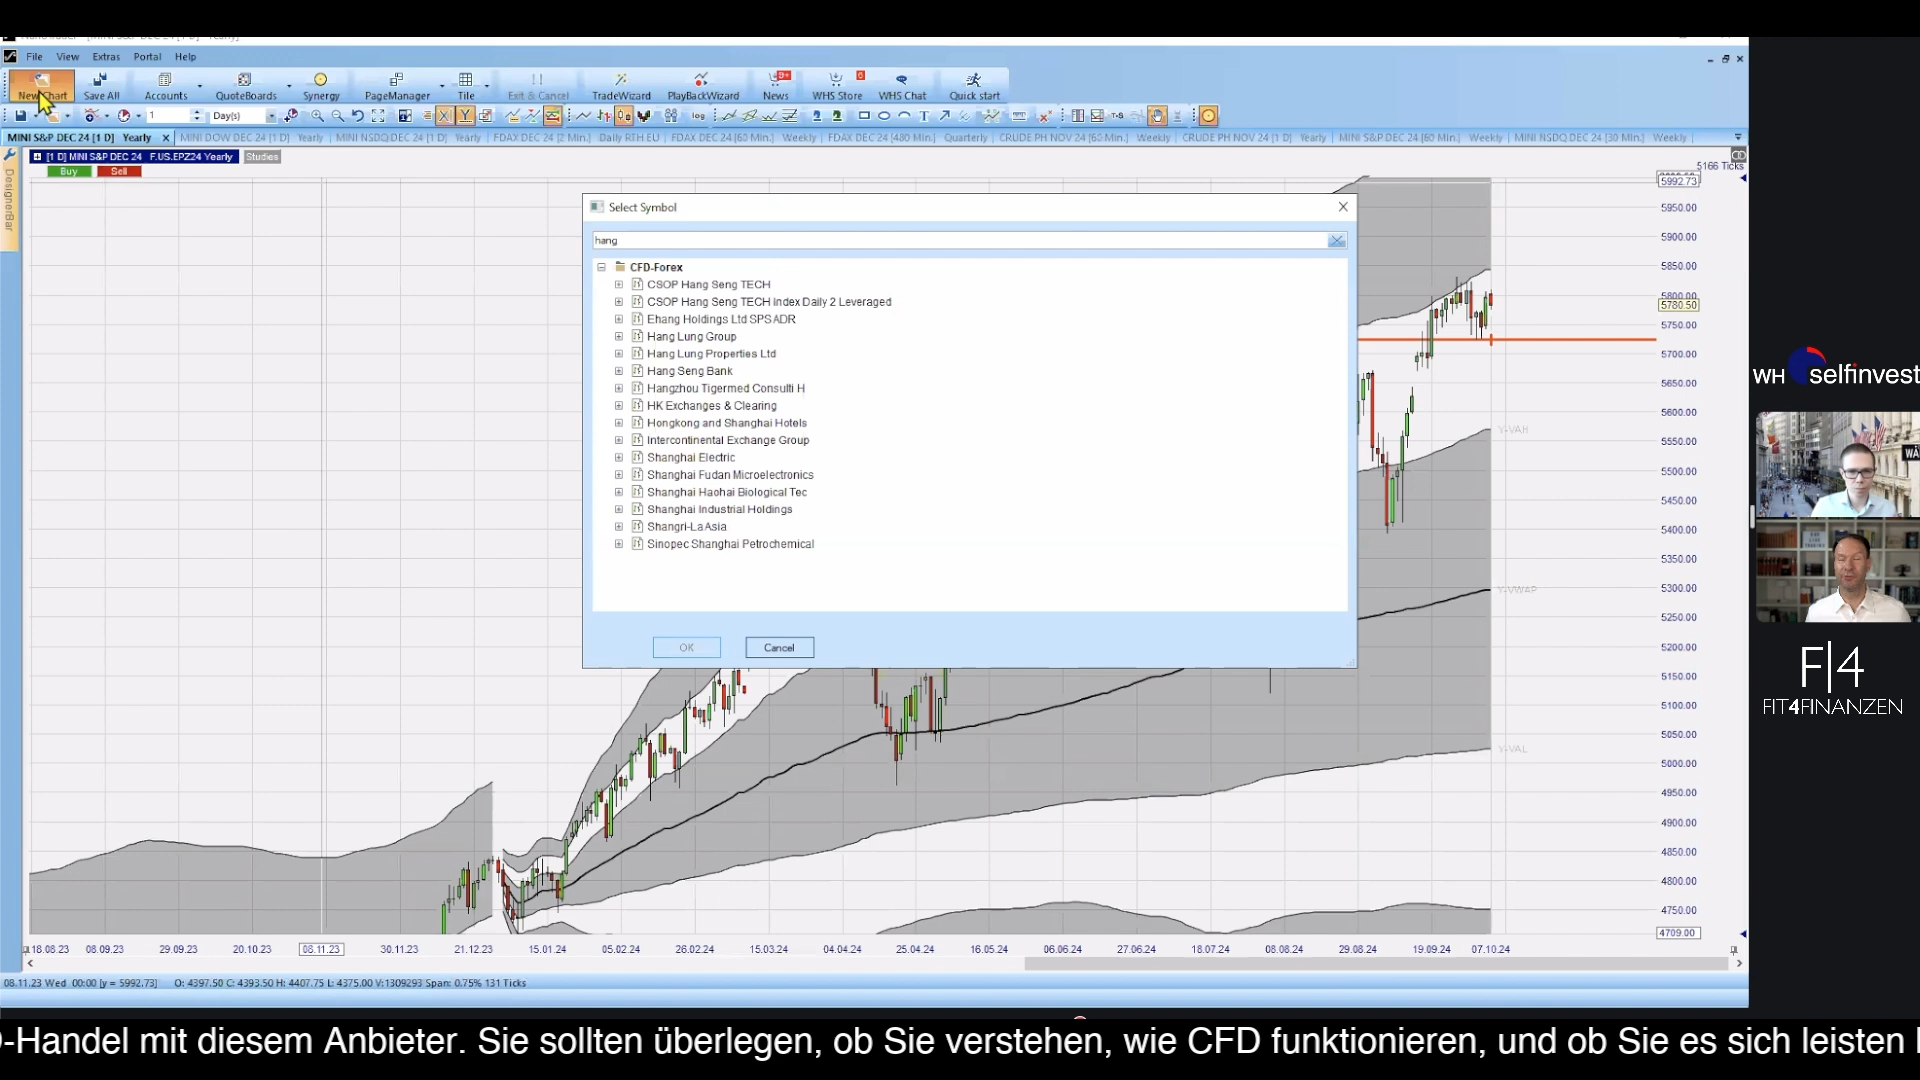 File View Extras Portal Help
New Chart Save All Accounts QuoteBoards Synergy PageManager Tile Exit & Cancel TradeWizard PlayBackWizard News 9+ WHS Store 6 WHS Chat Quick start
1 Day(s) log T-S
MINI S&P DEC 24 [1 D] Yearly MINI DOW DEC 24 [1 D] Yearly MINI NSDQ DEC 24 [1 D] Yearly FDAX DEC 24 [2 Min.] Daily RTH EU FDAX DEC 24 [60 Min.] Weekly FDAX DEC 24 [480 Min.] Quarterly CRUDE PH NOV 24 [63 Min.] Weekly CRUDE PH NOV 24 [1 D] Yearly MINI S&P DEC 24 [60 Min.] Weekly MINI NSDQ DEC 24 [30 Min.] Weekly
[1 D] MINI S&P DEC 24 F.US.EPZ24 Yearly Studies
Buy Sell
DesignerBar
5166 Ticks
5992.73
5950.00
5900.00
5850.00
5800.00
5780.50
5750.00
5700.00
5650.00
5600.00
5550.00
5500.00
5450.00
5400.00
5350.00
5300.00
5250.00
5200.00
5150.00
5100.00
5050.00
5000.00
4950.00
4900.00
4850.00
4800.00
4750.00
4709.00
Y-VAH
Y-VWAP
Y-VAL
Select Symbol
hang
CFD-Forex
CSOP Hang Seng TECH
CSOP Hang Seng TECH Index Daily 2 Leveraged
Ehang Holdings Ltd SPS ADR
Hang Lung Group
Hang Lung Properties Ltd
Hang Seng Bank
Hangzhou Tigermed Consulti H
HK Exchanges & Clearing
Hongkong and Shanghai Hotels
Intercontinental Exchange Group
Shanghai Electric
Shanghai Fudan Microelectronics
Shanghai Haohai Biological Tec
Shanghai Industrial Holdings
Shangri-La Asia
Sinopec Shanghai Petrochemical
OK Cancel
18.08.23 08.09.23 29.09.23 20.10.23 08.11.23 30.11.23 21.12.23 15.01.24 05.02.24 26.02.24 15.03.24 04.04.24 25.04.24 16.05.24 06.06.24 27.06.24 18.07.24 08.08.24 29.08.24 19.09.24 07.10.24
08.11.23 Wed 00:00 [y = 5992.73] O: 4397.50 C: 4393.50 H: 4407.75 L: 4375.00 V:1309293 Span: 0.75% 131 Ticks
WH selfinvest
WA
F|4
FIT4FINANZEN
-Handel mit diesem Anbieter. Sie sollten überlegen, ob Sie verstehen, wie CFD funktionieren, und ob Sie es sich leisten